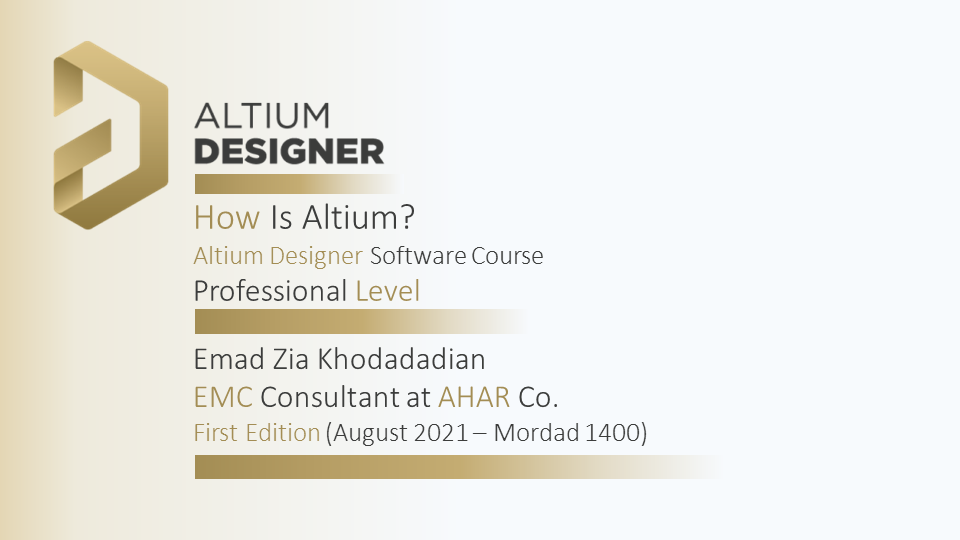 ALTIUM
DESIGNER
How Is Altium?
Altium Designer Software Course
Professional Level
Emad Zia Khodadadian
EMC Consultant at AHAR Co.
First Edition (August 2021 – Mordad 1400)